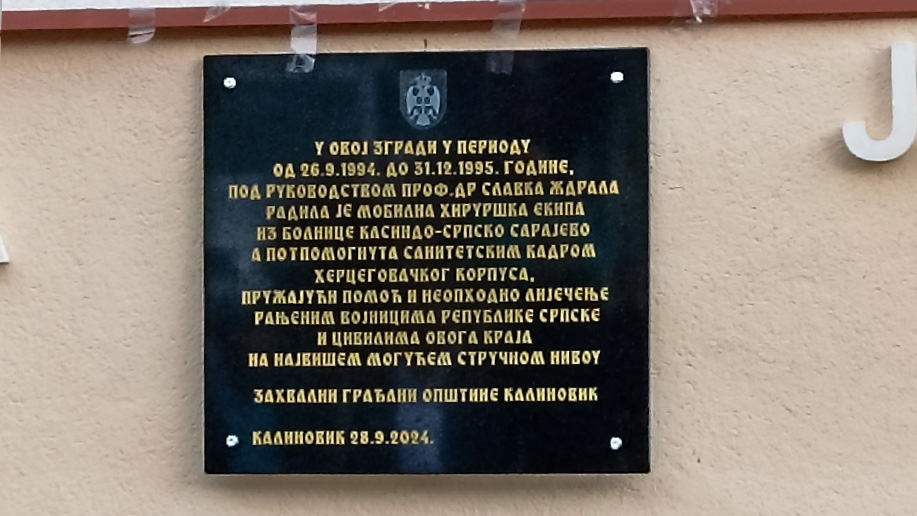 У ОВОЈ ЗГРАДИ У ПЕРИОДУ
ОД 26.9.1994. ДО 31.12.1995. ГОДИНЕ,
ПОД РУКОВОДСТВОМ ПРОФ.ДР СЛАВКА ЖДРАЛА
РАДИЛА ЈЕ МОБИЛНА ХИРУРШКА ЕКИПА
ИЗ БОЛНИЦЕ КАСИНДО-СРПСКО САРАЈЕВО
А ПОТПОМОГНУТА САНИТЕТСКИМ КАДРОМ
ХЕРЦЕГОВАЧКОГ КОРПУСА,
ПРУЖАЈУЋИ ПОМОЋ И НЕОПХОДНО ЛИЈЕЧЕЊЕ
РАЊЕНИМ ВОЈНИЦИМА РЕПУБЛИКЕ СРПСКЕ
И ЦИВИЛИМА ОВОГА КРАЈА
НА НАЈВИШЕМ МОГУЋЕМ СТРУЧНОМ НИВОУ
ЗАХВАЛНИ ГРАЂАНИ ОПШТИНЕ КАЛИНОВИК
КАЛИНОВИК 28.9.2024.
Ј